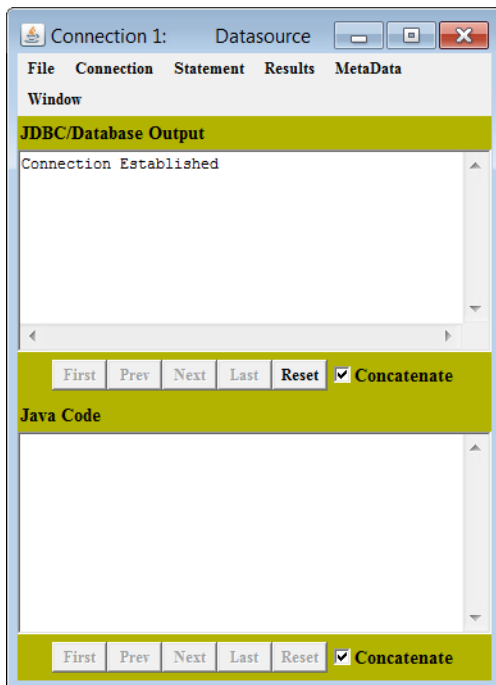 Connection 1: Datasource
File Connection Statement Results MetaData
Window
JDBC/Database Output
Connection Established
First Prev Next Last Reset Concatenate
Java Code
First Prev Next Last Reset Concatenate